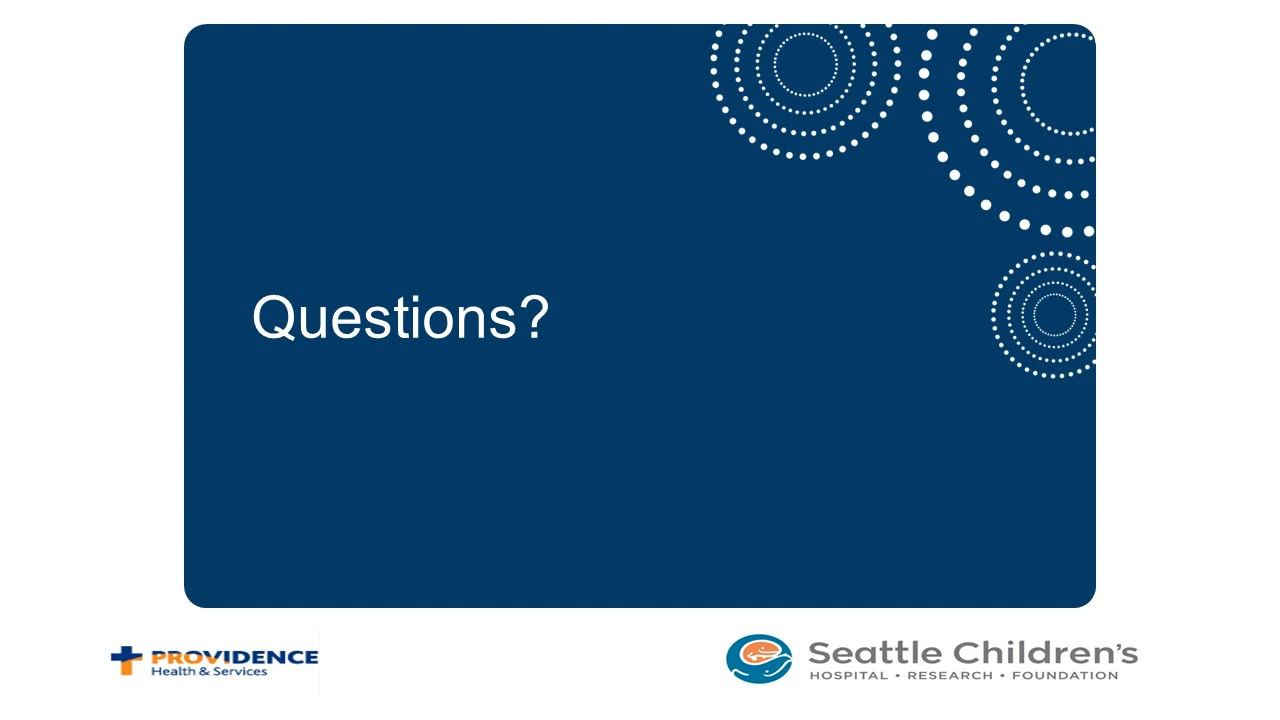 Questions?
PROVIDENCE
Health & Services
Seattle Children's
HOSPITAL • RESEARCH • FOUNDATION